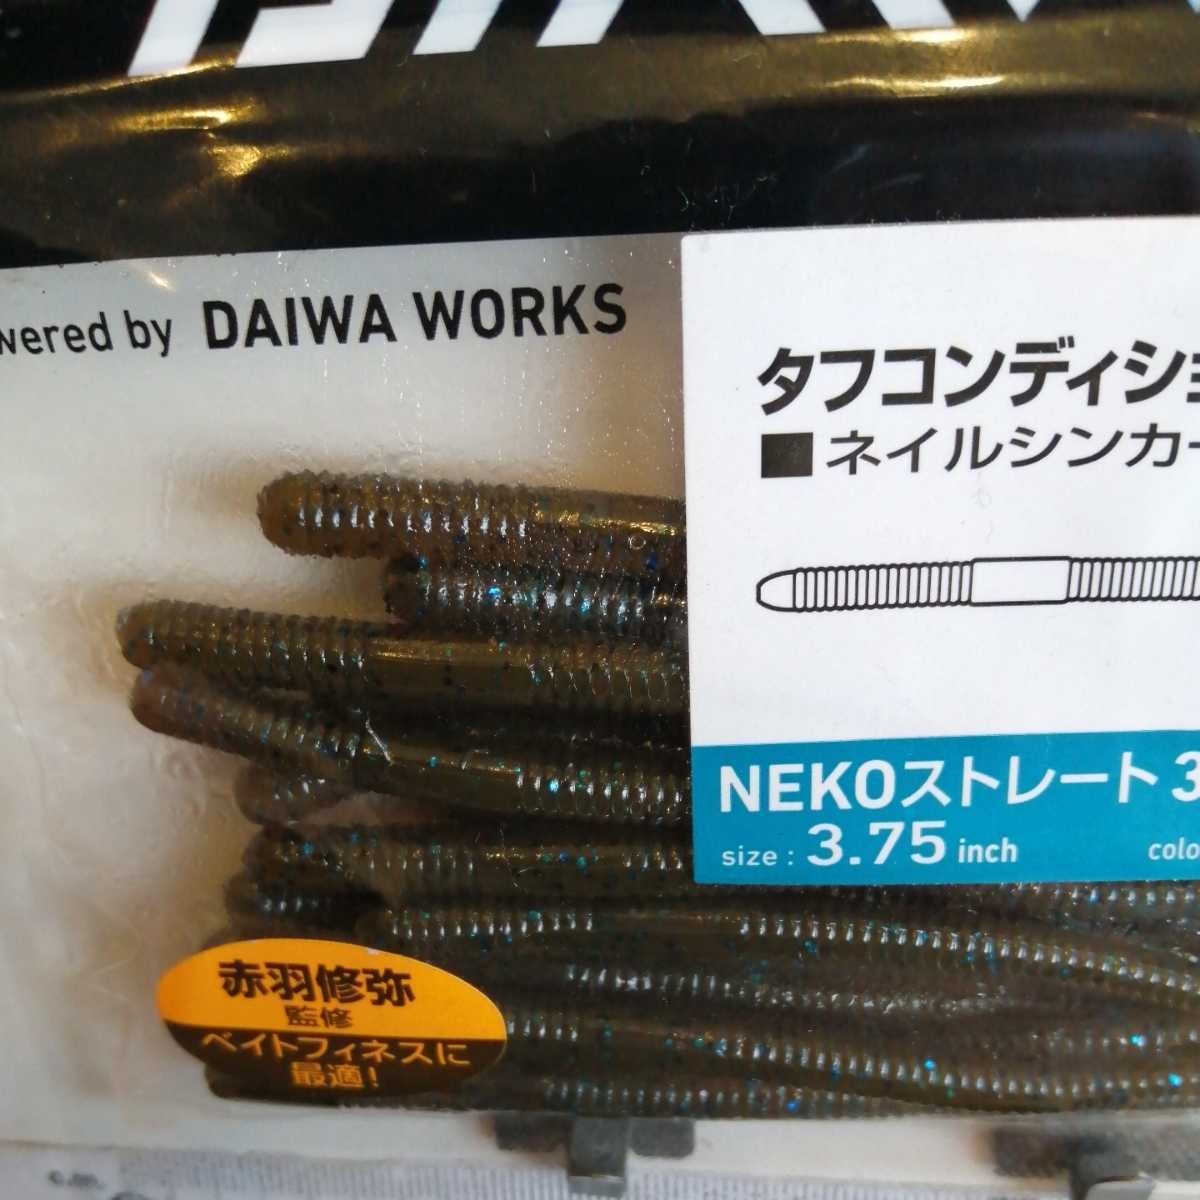 wered by DAIWA WORKS
タフコンディショ
■ネイルシンカー
NEKOストレート 3
size : 3.75 inch colo
赤羽修弥
監修
ベイトフィネスに
最適!
c.m.